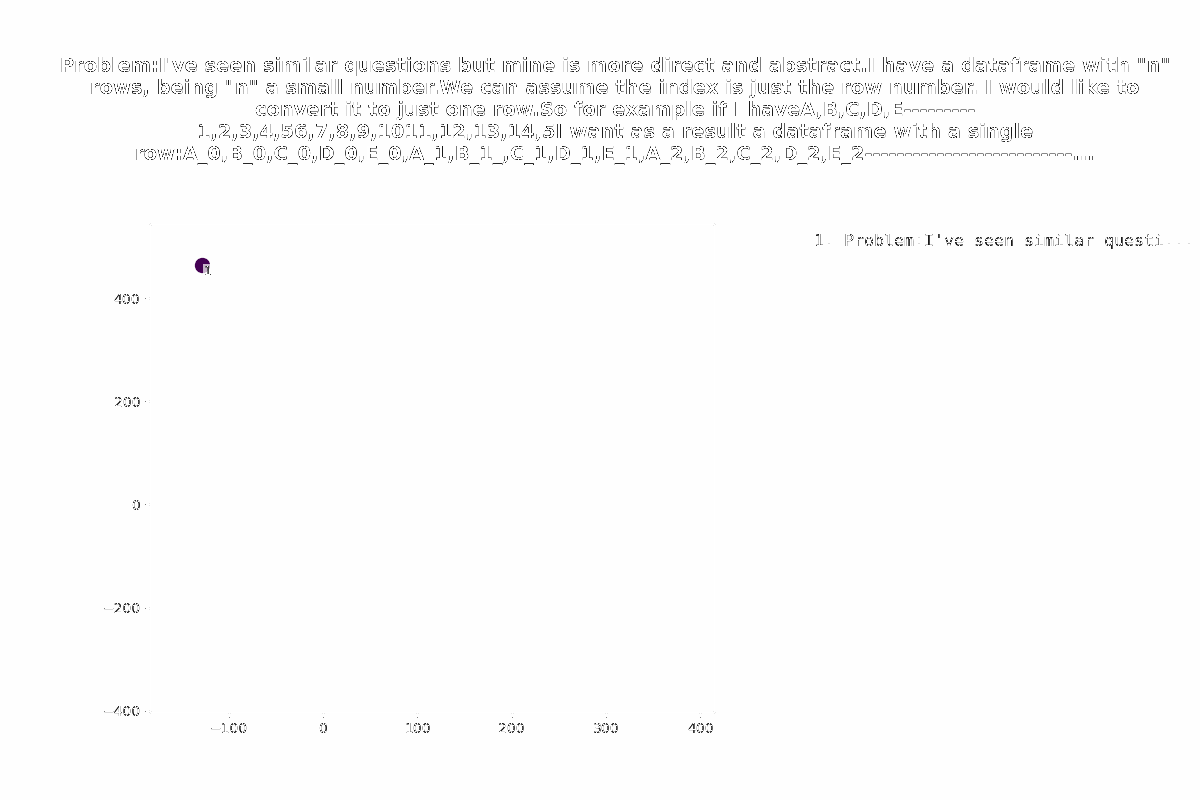 Problem:I've seen similar questions but mine is more direct and abstract.I have a dataframe with "n"
rows, being "n" a small number.We can assume the index is just the row number. I would like to
convert it to just one row.So for example if I haveA,B,C,D,E---------
1,2,3,4,56,7,8,9,1011,12,13,14,5I want as a result a dataframe with a single
row:A_0,B_0,C_0,D_0,E_0,A_1,B_1_,C_1,D_1,E_1,A_2,B_2,C_2,D_2,E_2--------------------------...
1. Problem:I've seen similar questi...
n
400
200
0
−200
−400
−100 0 100 200 300 400